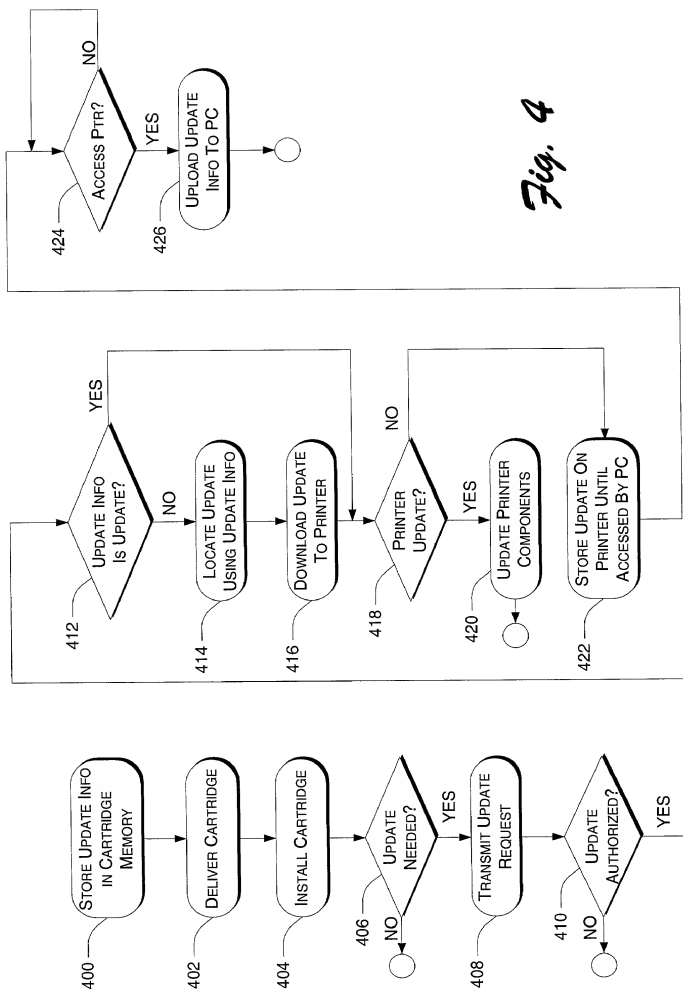 STORE UPDATE INFO
IN CARTRIDGE
MEMORY
400
DELIVER CARTRIDGE
402
INSTALL CARTRIDGE
404
UPDATE
NEEDED?
406
NO
YES
TRANSMIT UPDATE
REQUEST
408
UPDATE
AUTHORIZED?
410
NO
YES
UPDATE INFO
IS UPDATE?
412
YES
NO
LOCATE UPDATE
USING UPDATE INFO
414
DOWNLOAD UPDATE
TO PRINTER
416
PRINTER
UPDATE?
418
NO
YES
UPDATE PRINTER
COMPONENTS
420
STORE UPDATE ON
PRINTER UNTIL
ACCESSED BY PC
422
ACCESS PTR?
424
NO
YES
UPLOAD UPDATE
INFO TO PC
426
Fig. 4